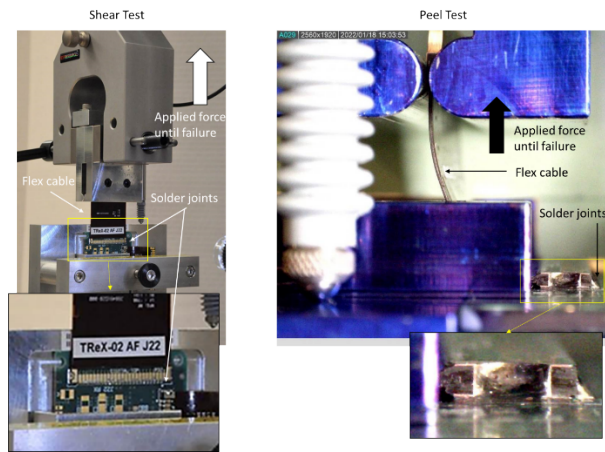 Shear Test
Applied force
until failure
Flex cable
Solder joints
TReX-02 AF J22
Peel Test
A029 2560x1920 2022/01/18 15:03:53
Applied force
until failure
Flex cable
Solder joints